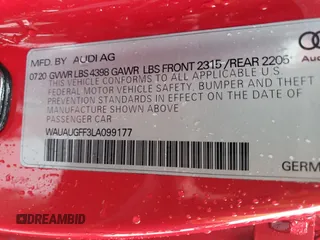 MFD. BY: AUDI AG
07/20 GVWR LBS 4398 GAWR LBS FRONT 2315 /REAR 2205
THIS VEHICLE CONFORMS TO ALL APPLICABLE
FEDERAL MOTOR VEHICLE SAFETY, BUMPER AND THEFT
PREVENTION STANDARDS IN EFFECT ON THE DATE OF
MANUFACTURE SHOWN ABOVE
PASSENGER CAR
WAUAUGFF3LA099177
GERM
DREAMBID